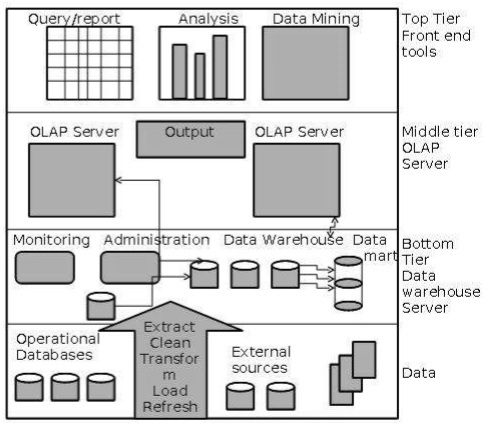 Query/report Analysis Data Mining
Top Tier
Front end
tools
OLAP Server Output OLAP Server
Middle tier
OLAP
Server
Monitoring Administration Data Warehouse Data
mart
Bottom
Tier
Data
warehouse
Server
Operational
Databases
Extract
Clean
Transfor
m
Load
Refresh
External
sources
Data